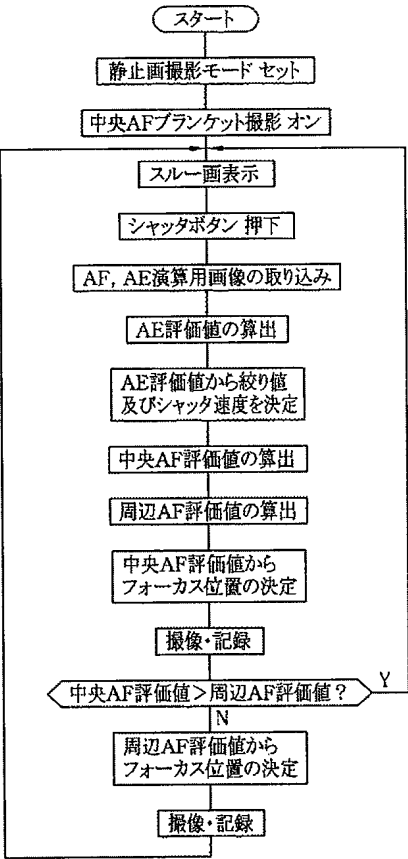 スタート
静止画撮影モード セット
中央AFブランケット撮影 オン
スルー画表示
シャッタボタン 押下
AF, AE演算用画像の取り込み
AE評価値の算出
AE評価値から絞り値
及びシャッタ速度を決定
中央AF評価値の算出
周辺AF評価値の算出
中央AF評価値から
フォーカス位置の決定
撮像・記録
中央AF評価値>周辺AF評価値?
Y
N
周辺AF評価値から
フォーカス位置の決定
撮像・記録